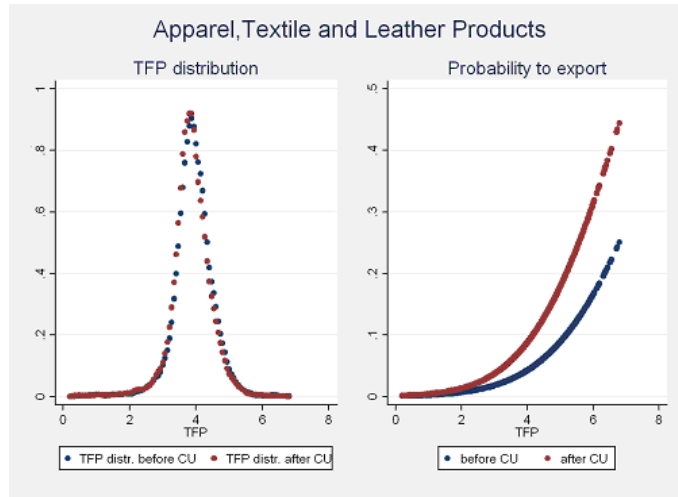 Apparel,Textile and Leather Products
TFP distribution
1
.8
.6
.4
.2
0
0 2 4 6 8
TFP
TFP distr. before CU TFP distr. after CU
Probability to export
.5
.4
.3
.2
.1
0
0 2 4 6 8
TFP
before CU after CU